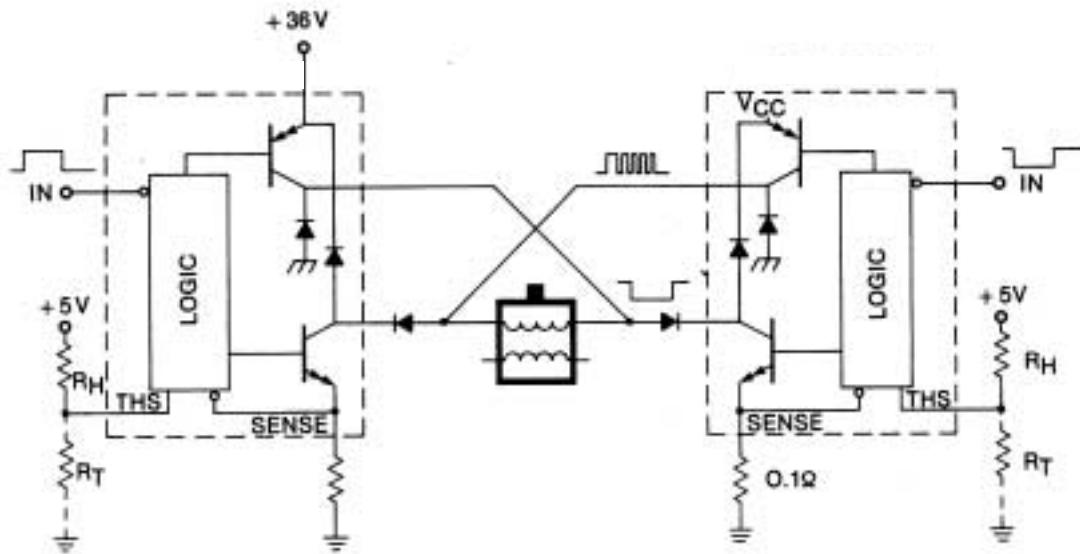 +36V
VCC
IN
IN
LOGIC
LOGIC
+5V
+5V
RH
RH
THS
THS
SENSE
SENSE
RT
0.1Ω
RT